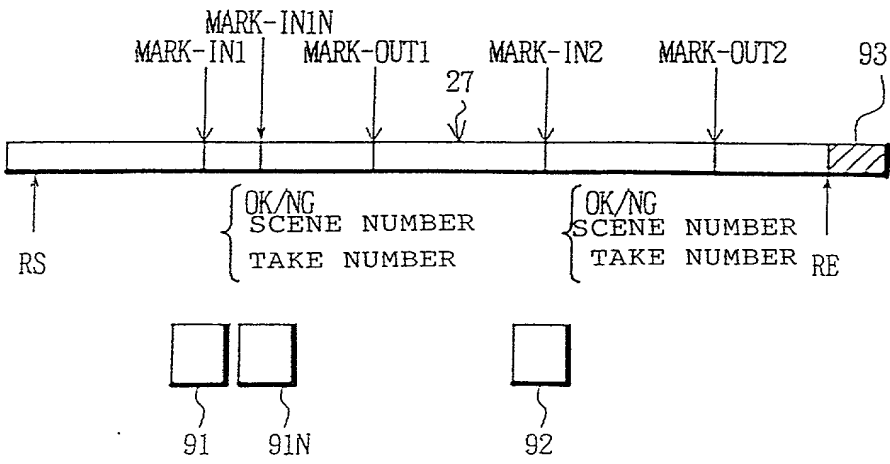 MARK-IN1N
MARK-IN1 MARK-OUT1 MARK-IN2 MARK-OUT2 93
27
OK/NG OK/NG
SCENE NUMBER SCENE NUMBER
TAKE NUMBER TAKE NUMBER
RS RE
91 91N 92